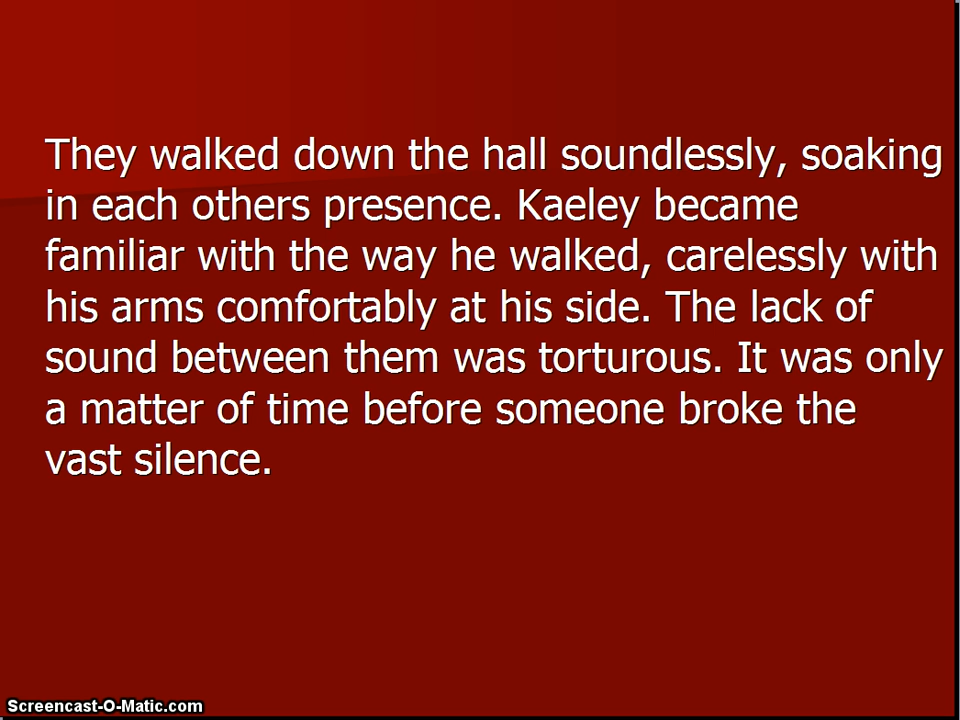 They walked down the hall soundlessly, soaking
in each others presence. Kaeley became
familiar with the way he walked, carelessly with
his arms comfortably at his side. The lack of
sound between them was torturous. It was only
a matter of time before someone broke the
vast silence.
Screencast-O-Matic.com